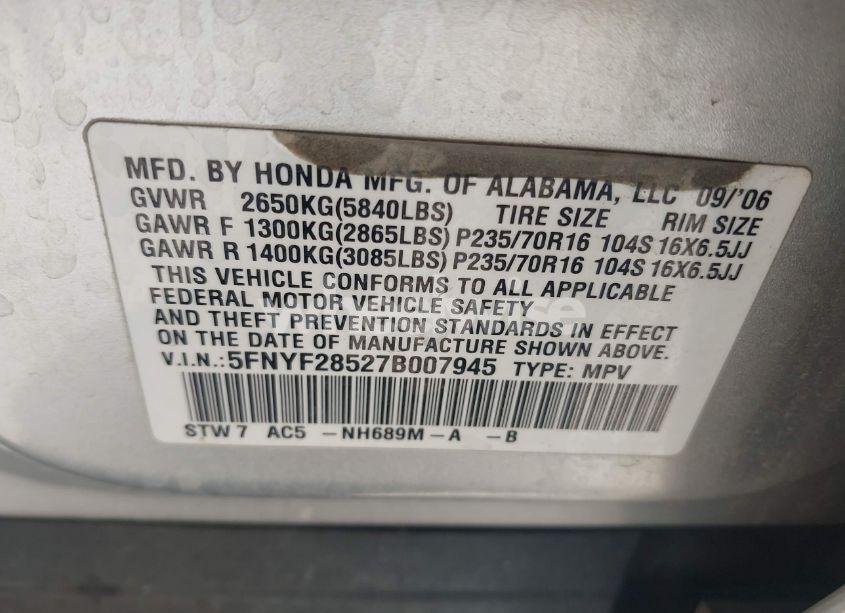 MFD. BY HONDA MFG. OF ALABAMA, LLC 09/'06
GVWR 2650KG(5840LBS) TIRE SIZE RIM SIZE
GAWR F 1300KG(2865LBS) P235/70R16 104S 16X6.5JJ
GAWR R 1400KG(3085LBS) P235/70R16 104S 16X6.5JJ
THIS VEHICLE CONFORMS TO ALL APPLICABLE
FEDERAL MOTOR VEHICLE SAFETY
AND THEFT PREVENTION STANDARDS IN EFFECT
ON THE DATE OF MANUFACTURE SHOWN ABOVE.
V.I.N.:5FNYF28527B007945 TYPE: MPV
STW7 AC5 -NH689M-A -B